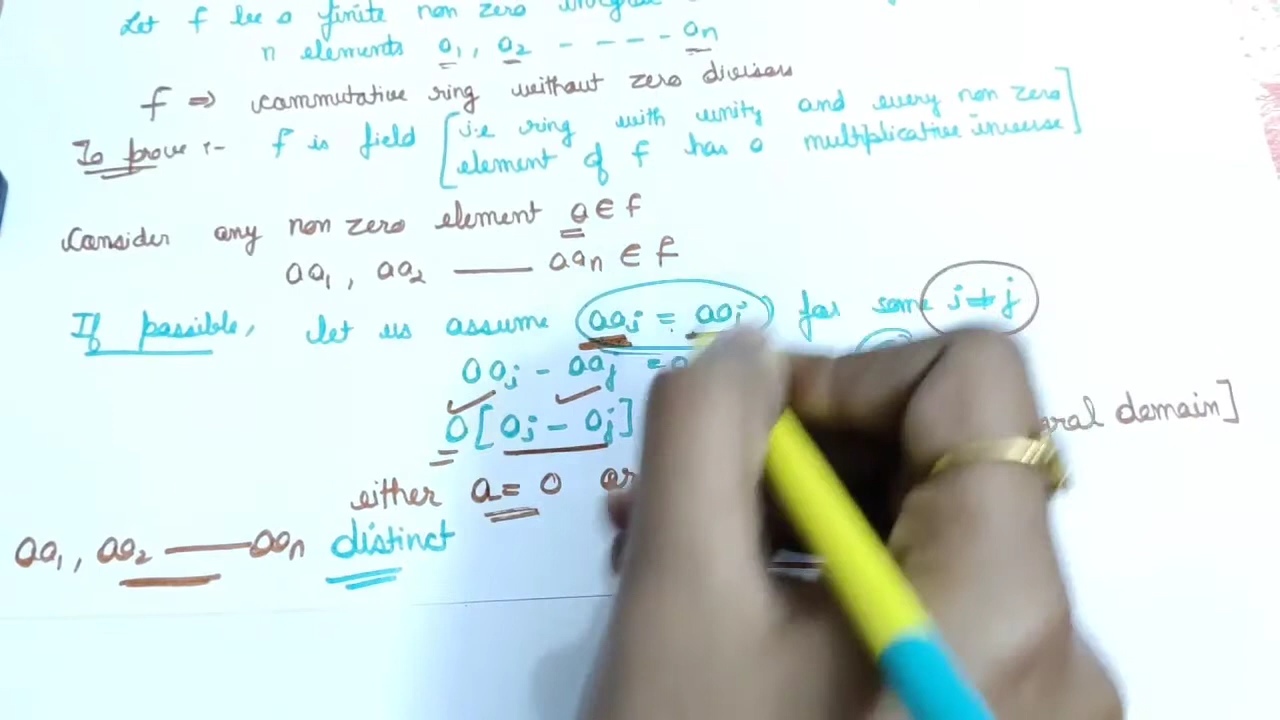 Let f be a finite non zero integral
n elements a1, a2 - - - - - an
f => commutative ring without zero divisors
To prove :- f is field [i.e ring with unity and every non zero
element of f has a multiplicative inverse]
Consider any non zero element a ∈ f
aa1, aa2 —— aan ∈ f
If possible, let us assume aai = aaj for some i ≠ j
aai - aaj = 0
a[ai - aj]
domain]
either a = 0 or
aa1, aa2 —— aan distinct